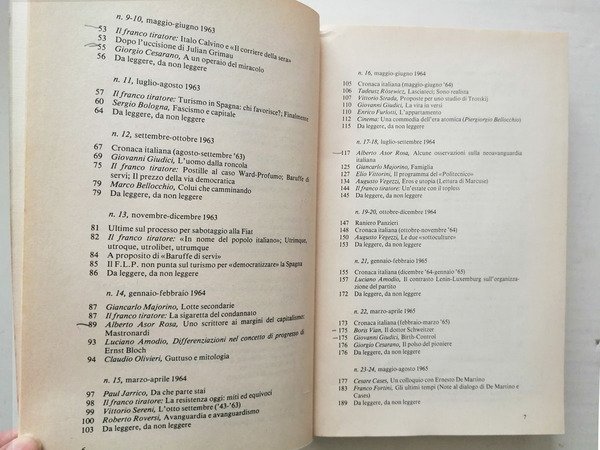 n. 9-10, maggio-giugno 1963
53 Il franco tiratore: Italo Calvino e «Il corriere della sera»
53 Dopo l'uccisione di Julian Grimau
55 Giorgio Cesarano, A un operaio del miracolo
56 Da leggere, da non leggere
n. 11, luglio-agosto 1963
57 Il franco tiratore: Turismo in Spagna: chi favorisce?; Finalmente
60 Sergio Bologna, Fascismo e capitale
64 Da leggere, da non leggere
n. 12, settembre-ottobre 1963
67 Cronaca italiana (agosto-settembre '63)
69 Giovanni Giudici, L'uomo dalla roncola
75 Il franco tiratore: Postille al caso Ward-Profumo; Baruffe di
servi; Il prezzo della via democratica
79 Marco Bellocchio, Colui che camminando
79 Da leggere, da non leggere
n. 13, novembre-dicembre 1963
81 Ultime sul processo per sabotaggio alla Fiat
82 Il franco tiratore: «In nome del popolo italiano»; Utrimque,
utroque, utrolibet, utrumque
84 A proposito di «Baruffe di servi»
85 Il F.L.P. non punta sul turismo per «democratizzare» la Spagna
86 Da leggere, da non leggere
n. 14, gennaio-febbraio 1964
87 Giancarlo Majorino, Lotte secondarie
87 Il franco tiratore: La sigaretta del condannato
89 Alberto Asor Rosa, Uno scrittore ai margini del capitalismo:
Mastronardi
93 Luciano Amodio, Differenziazioni nel concetto di progresso di
Ernst Bloch
94 Claudio Olivieri, Guttuso e mitologia
n. 15, marzo-aprile 1964
97 Paul Jarrico, Da che parte stai
98 Il franco tiratore: La resistenza oggi: miti ed equivoci
99 Vittorio Sereni, L'otto settembre ('43-'63)
100 Roberto Roversi, Avanguardia e avanguardismo
103 Da leggere, da non leggere
n. 16, maggio-giugno 1964
105 Cronaca italiana (maggio-giugno '64)
106 Tadeusz Rósewicz, Lasciateci; Sono realista
107 Vittorio Strada, Proposte per uno studio di Trotskij
110 Giovanni Giudici, La vita in versi
110 Enrico Furlotti, L'appartamento
112 Cinema: Una commedia dell'era atomica (Piergiorgio Bellocchio)
115 Da leggere, da non leggere
n. 17-18, luglio-settembre 1964
117 Alberto Asor Rosa, Alcune osservazioni sulla neoavanguardia
italiana
125 Giancarlo Majorino, Famiglia
127 Elio Vittorini, Il programma del «Politecnico»
134 Augusto Vegezzi, Eros e utopia (Lettura di Marcuse)
144 Il franco tiratore: Un'estate con il topless
145 Da leggere, da non leggere
n. 19-20, ottobre-dicembre 1964
147 Raniero Panzieri
148 Cronaca italiana (ottobre-novembre '64)
150 Augusto Vegezzi, Le due «sottoculture»
153 Da leggere, da non leggere
n. 21, gennaio-febbraio 1965
155 Cronaca italiana (dicembre '64-gennaio '65)
157 Luciano Amodio, Il contrasto Lenin-Luxemburg sull'organizza-
zione del partito
172 Da leggere, da non leggere
n. 22, marzo-aprile 1965
173 Cronaca italiana (febbraio-marzo '65)
175 Boris Vian, Il dottor Schweitzer
175 Giovanni Giudici, Birth-Control
176 Giorgio Cesarano, Il polso del pioniere
176 Da leggere, da non leggere
n. 23-24, maggio-agosto 1965
177 Cesare Cases, Un colloquio con Ernesto De Martino
183 Franco Fortini, Gli ultimi tempi (Note al dialogo di De Martino e
Cases)
189 Da leggere, da non leggere
7